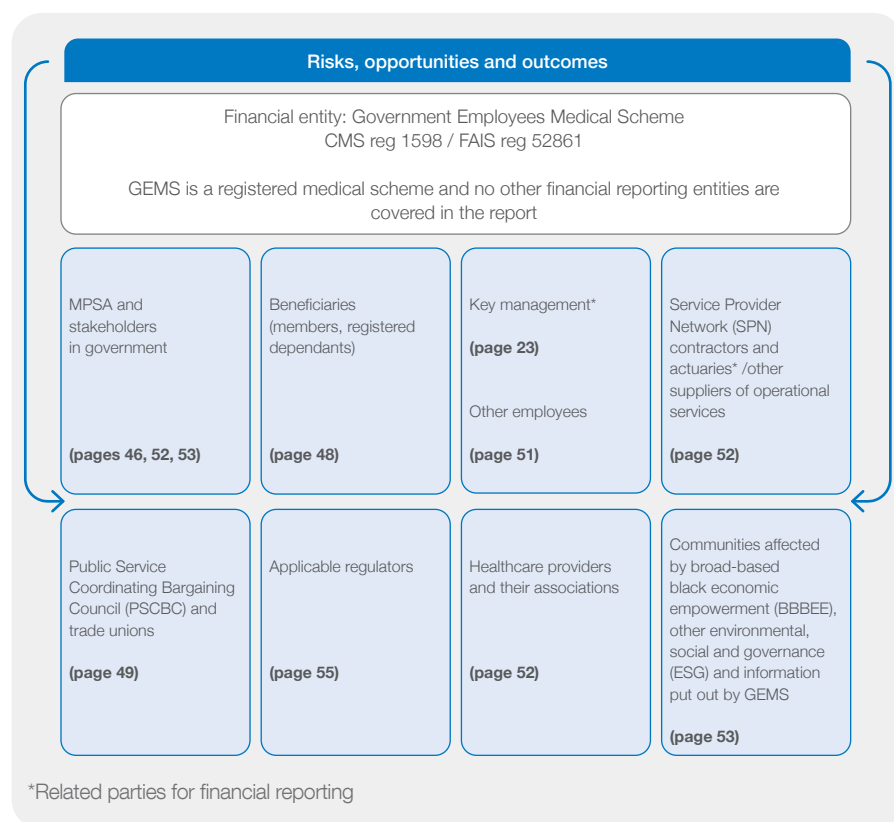 Risks, opportunities and outcomes
Financial entity: Government Employees Medical Scheme
CMS reg 1598 / FAIS reg 52861
GEMS is a registered medical scheme and no other financial reporting entities are
covered in the report
MPSA and
stakeholders
in government
(pages 46, 52, 53)
Beneficiaries
(members, registered
dependants)
(page 48)
Key management*
(page 23)
Other employees
(page 51)
Service Provider
Network (SPN)
contractors and
actuaries* /other
suppliers of operational
services
(page 52)
Public Service
Coordinating Bargaining
Council (PSCBC) and
trade unions
(page 49)
Applicable regulators
(page 55)
Healthcare providers
and their associations
(page 52)
Communities affected
by broad-based
black economic
empowerment (BBBEE),
other environmental,
social and governance
(ESG) and information
put out by GEMS
(page 53)
*Related parties for financial reporting